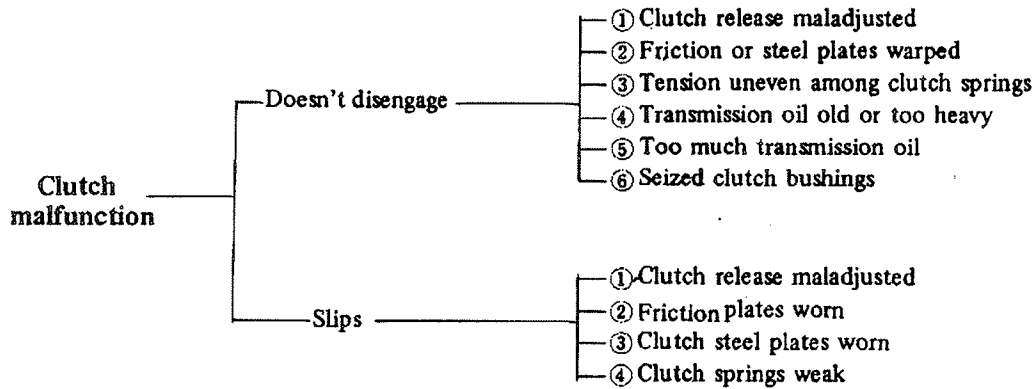 Clutch malfunction
Doesn't disengage
① Clutch release maladjusted
② Friction or steel plates warped
③ Tension uneven among clutch springs
④ Transmission oil old or too heavy
⑤ Too much transmission oil
⑥ Seized clutch bushings
Slips
① Clutch release maladjusted
② Friction plates worn
③ Clutch steel plates worn
④ Clutch springs weak